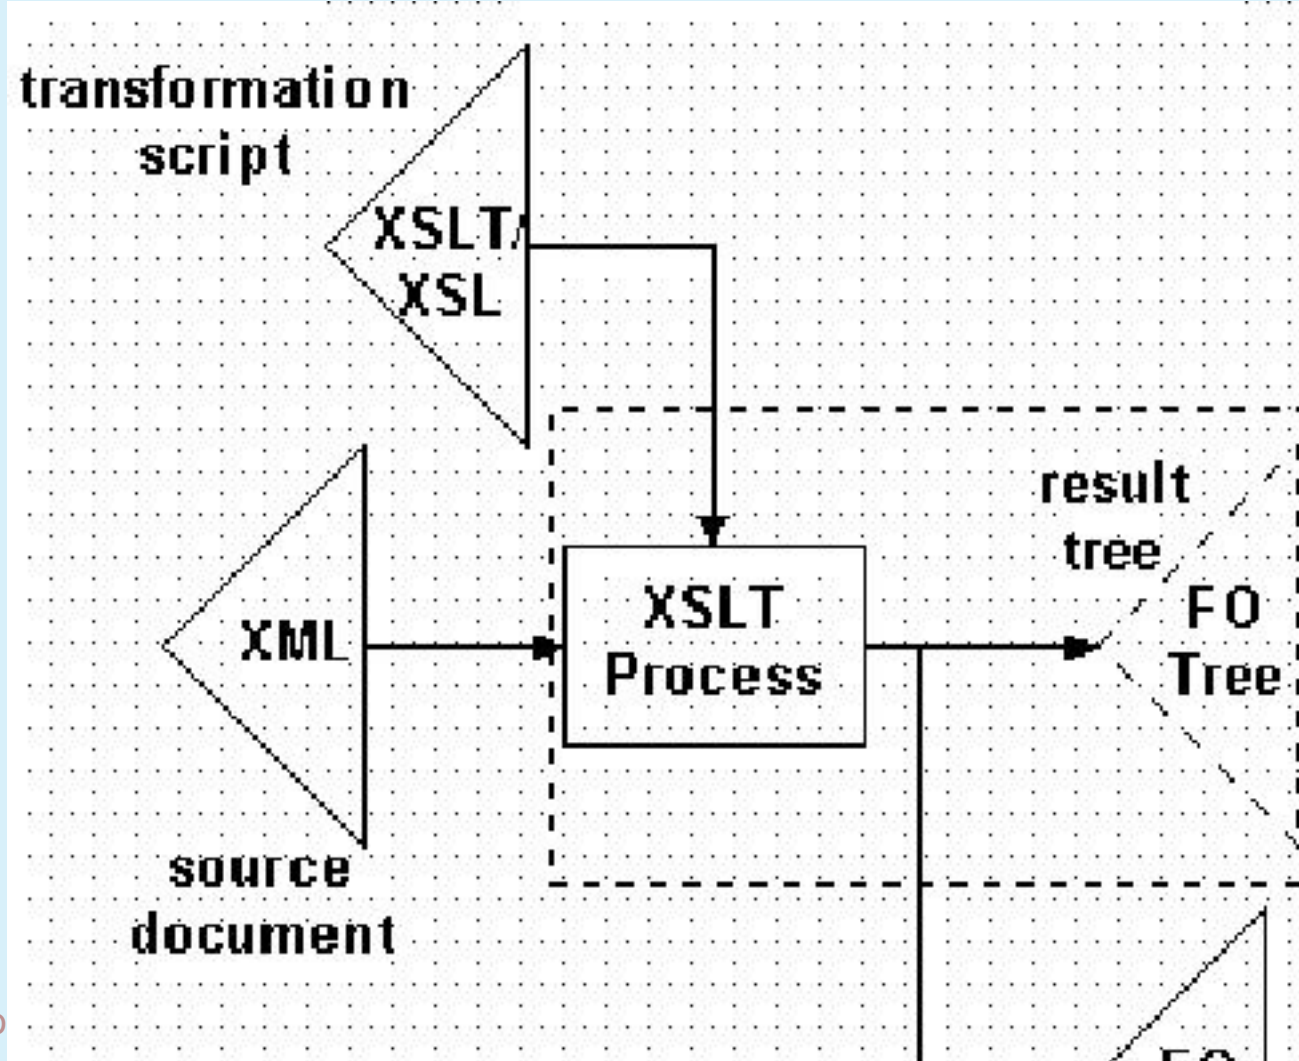 transformation
script
XSLT/
XSL
result
tree
XSLT
Process
FO
Tree
XML
source
document